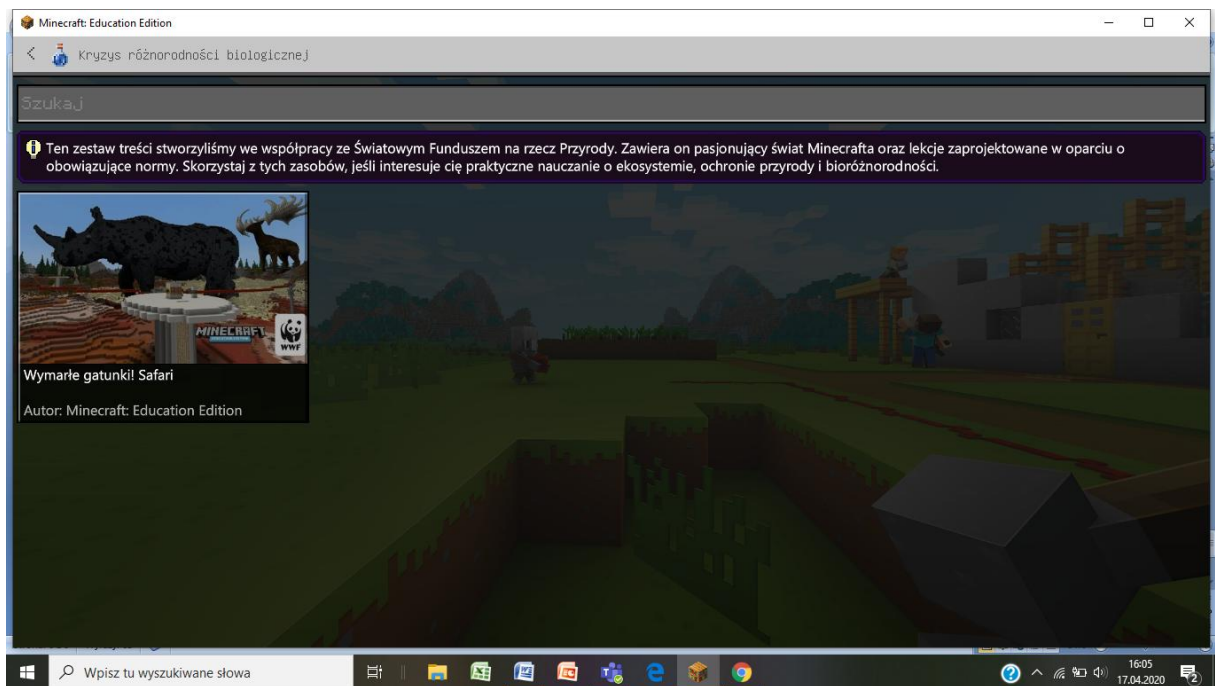 Minecraft: Education Edition
Kryzys różnorodności biologicznej
Szukaj
Ten zestaw treści stworzyliśmy we współpracy ze Światowym Funduszem na rzecz Przyrody. Zawiera on pasjonujący świat Minecrafta oraz lekcje zaprojektowane w oparciu o
obowiązujące normy. Skorzystaj z tych zasobów, jeśli interesuje cię praktyczne nauczanie o ekosystemie, ochronie przyrody i bioróżnorodności.
MINECRAFT
EDUCATION EDITION
WWF
Wymarłe gatunki! Safari
Autor: Minecraft: Education Edition
Wpisz tu wyszukiwane słowa
16:05
17.04.2020
2